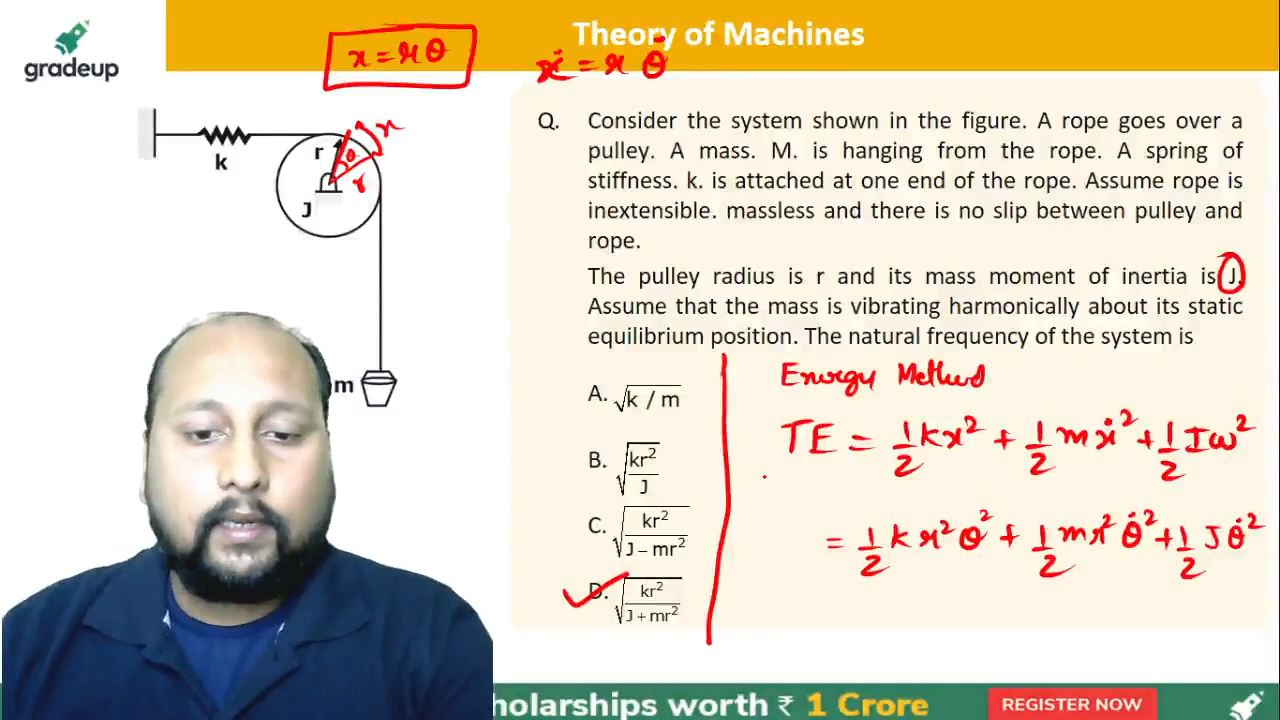 gradeup
Theory of Machines
x = rθ
ẋ = r θ̇
k
r
θ
x
r
J
m
Q. Consider the system shown in the figure. A rope goes over a
pulley. A mass. M. is hanging from the rope. A spring of
stiffness. k. is attached at one end of the rope. Assume rope is
inextensible. massless and there is no slip between pulley and
rope.
The pulley radius is r and its mass moment of inertia is J.
Assume that the mass is vibrating harmonically about its static
equilibrium position. The natural frequency of the system is
A. √(k / m)
B. √(kr²/J)
C. √(kr²/(J – mr²))
D. √(kr²/(J + mr²))
Energy Method
TE = 1/2 kx² + 1/2 mẋ² + 1/2 Iω²
= 1/2 k r² θ² + 1/2 mr² θ̇² + 1/2 J θ̇²
holarships worth ₹ 1 Crore
REGISTER NOW
gradeup